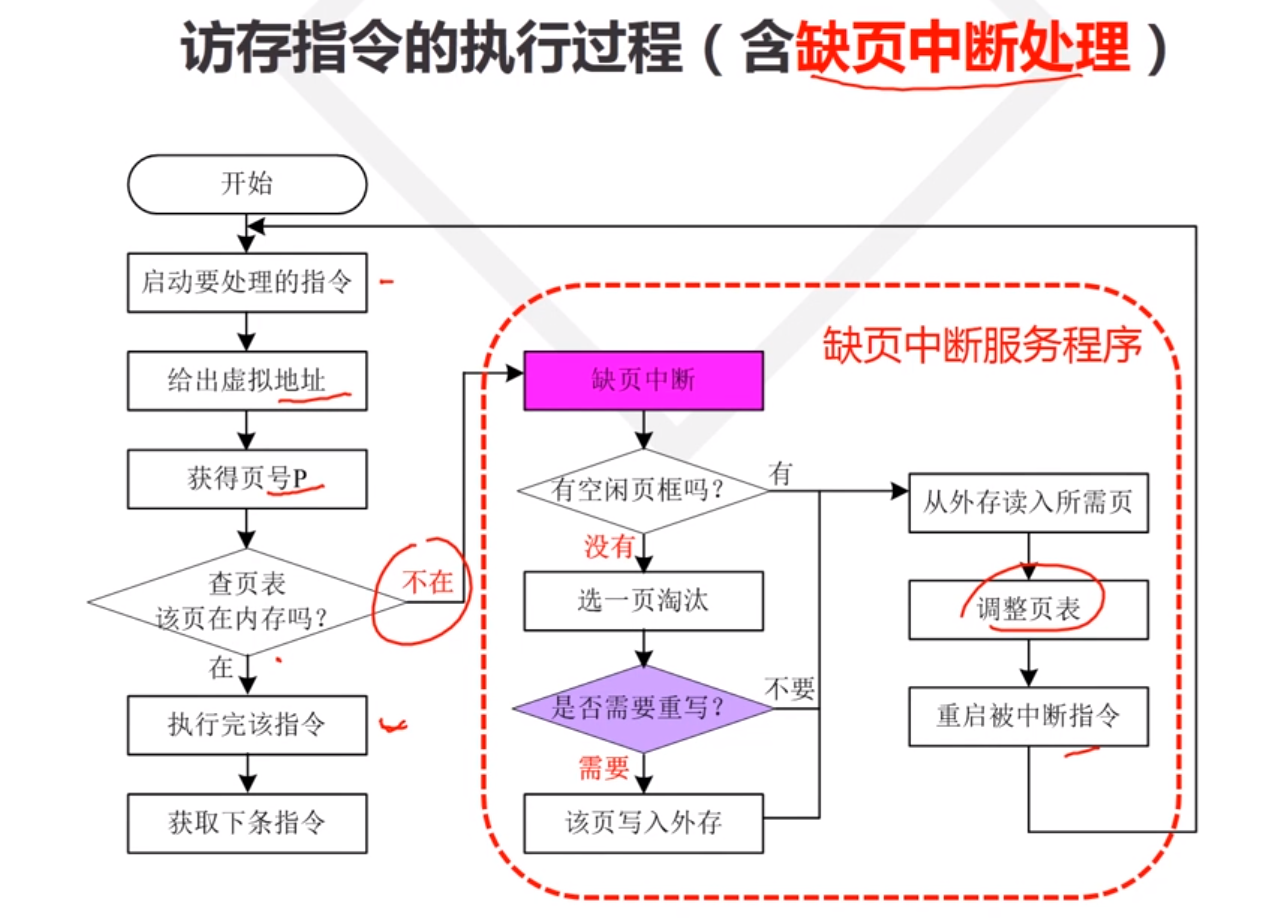 访存指令的执行过程（含缺页中断处理）
开始
启动要处理的指令
给出虚拟地址
获得页号P
查页表
该页在内存吗？
不在
在
执行完该指令
获取下条指令
缺页中断服务程序
缺页中断
有空闲页框吗？
有
没有
选一页淘汰
是否需要重写？
不要
需要
该页写入外存
从外存读入所需页
调整页表
重启被中断指令